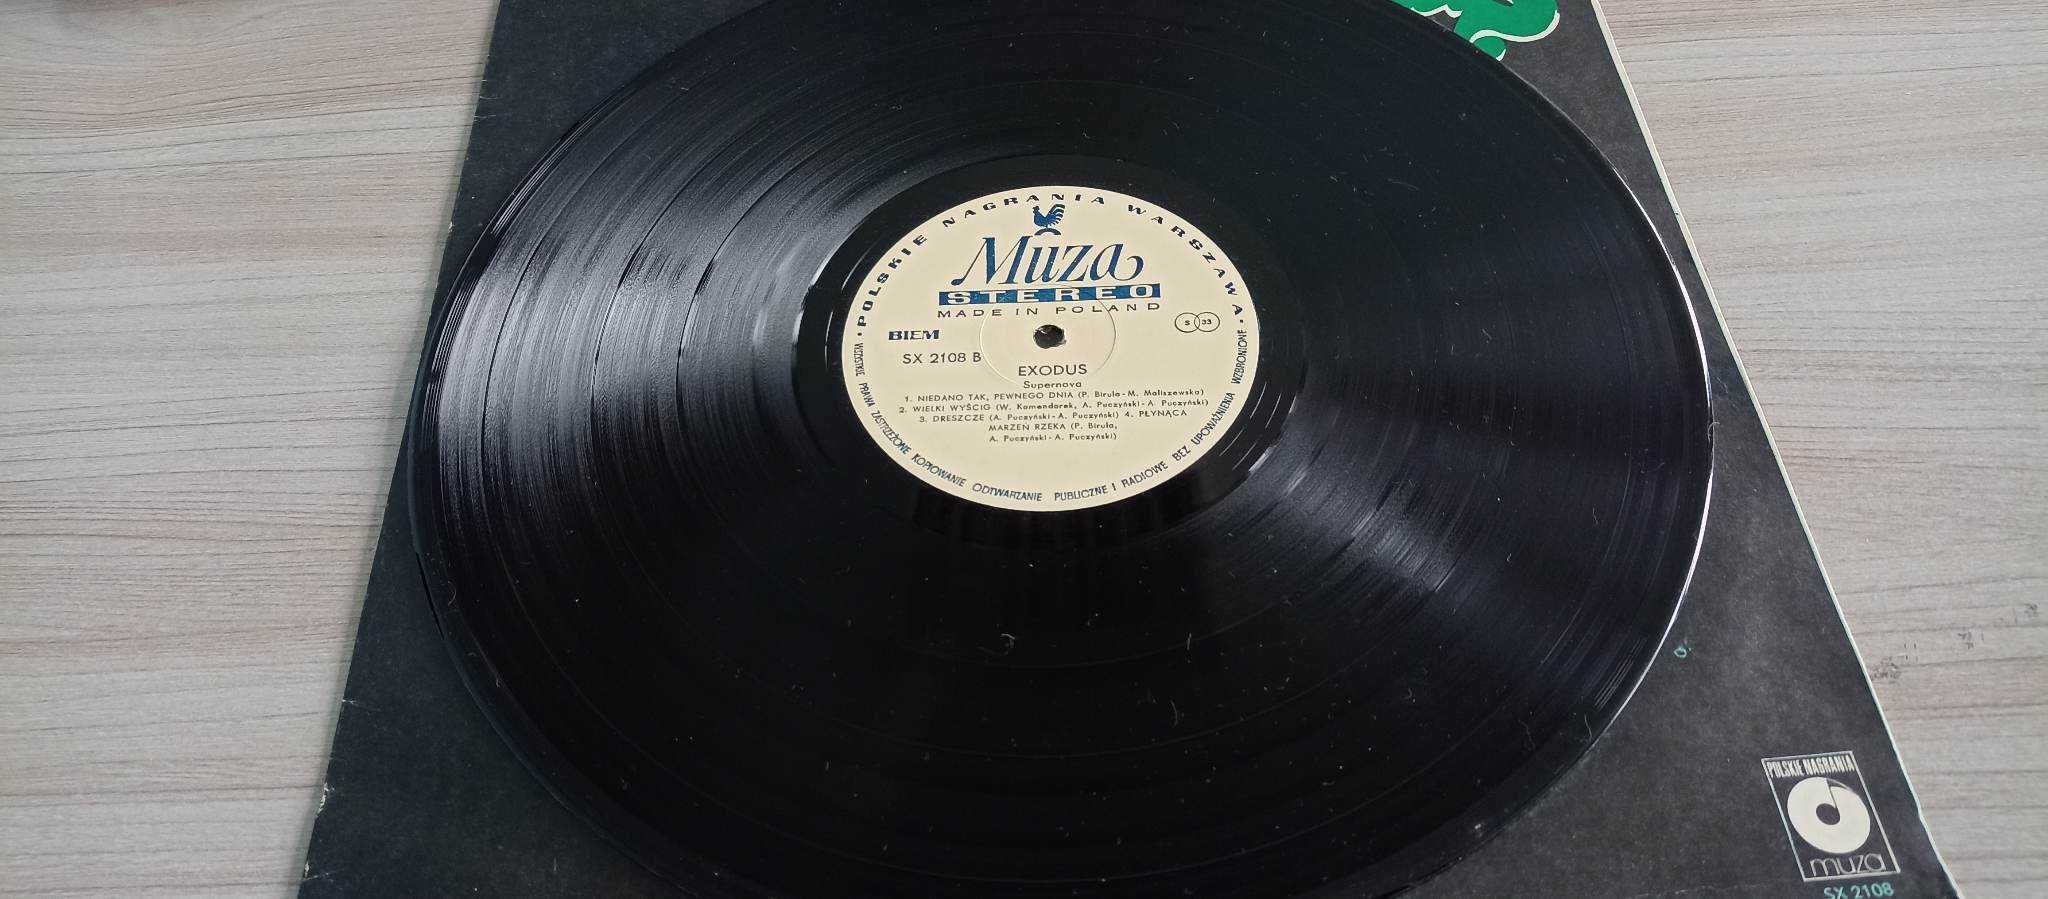 POLSKIE NAGRANIA WARSZAWA
Muza
STEREO
MADE IN POLAND
BIEM
S 33
SX 2108 B
EXODUS
Supernova
1. NIEDANO TAK, PEWNEGO DNIA (P. Birula - M. Maliszewska)
2. WIELKI WYŚCIG (W. Komendarek, A. Puczyński - A. Puczyński)
3. DRESZCZE (A. Puczyński - A. Puczyński) 4. PŁYNĄCA
MARZEŃ RZEKA (P. Biruła,
A. Puczyński - A. Puczyński)
WSZYSTKIE PRAWA ZASTRZEŻONE KOPIOWANIE ODTWARZANIE PUBLICZNE I RADIOWE BEZ UPOWAŻNIENIA WZBRONIONE
POLSKIE NAGRANIA
muza
SX 2108